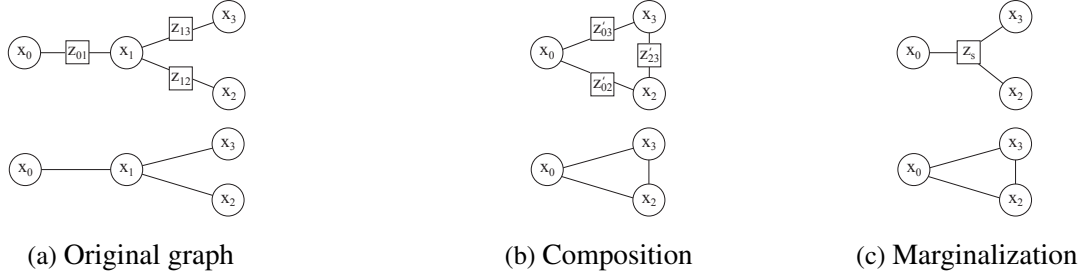 x₃
z₁₃
x₀ z₀₁ x₁
z₁₂
x₂
x₃
x₀ x₁
x₂
(a) Original graph
x₃
z′₀₃
x₀ z′₂₃
z′₀₂ x₂
x₃
x₀
x₂
(b) Composition
x₃
x₀ zₛ
x₂
x₃
x₀
x₂
(c) Marginalization